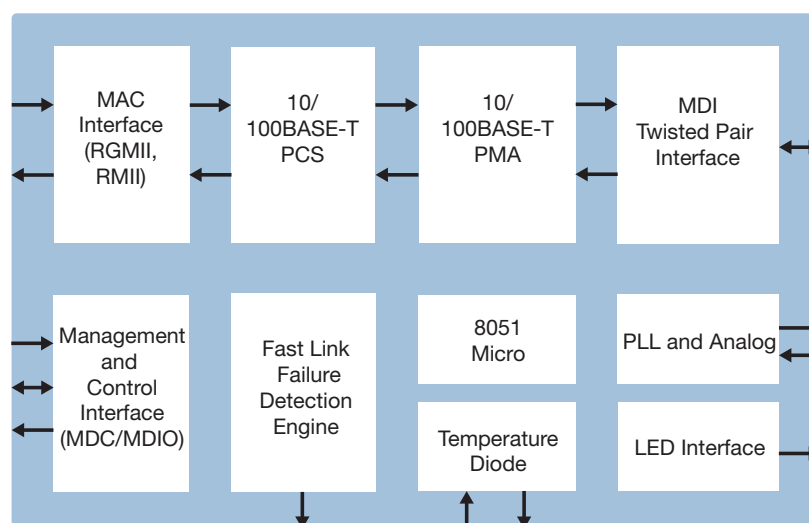 MAC
Interface
(RGMII,
RMII)
10/
100BASE-T
PCS
10/
100BASE-T
PMA
MDI
Twisted Pair
Interface
Management
and
Control
Interface
(MDC/MDIO)
Fast Link
Failure
Detection
Engine
8051
Micro
PLL and Analog
Temperature
Diode
LED Interface